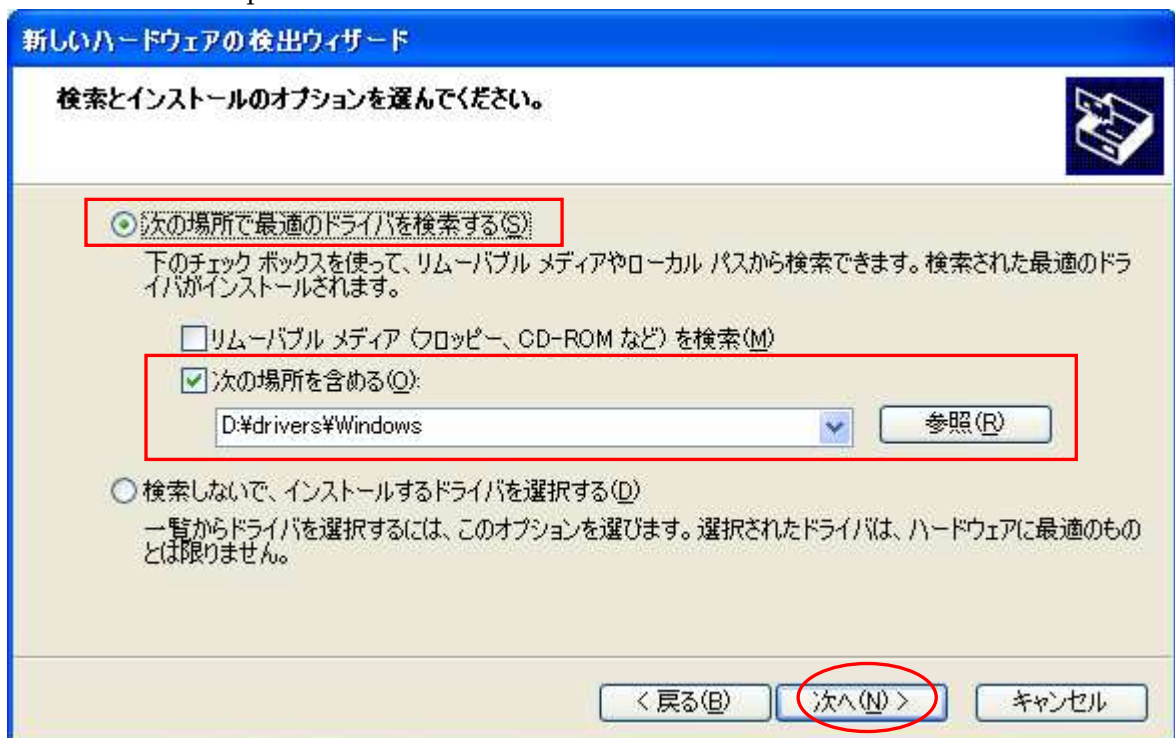 新しいハードウェアの検出ウィザード
検索とインストールのオプションを選んでください。
次の場所で最適のドライバを検索する(S)
下のチェック ボックスを使って、リムーバブル メディアやローカル パスから検索できます。検索された最適のドラ
イバがインストールされます。
リムーバブル メディア (フロッピー、CD-ROM など) を検索(M)
次の場所を含める(O):
D:¥drivers¥Windows
参照(R)
検索しないで、インストールするドライバを選択する(D)
一覧からドライバを選択するには、このオプションを選びます。選択されたドライバは、ハードウェアに最適のもの
とは限りません。
< 戻る(B)
次へ(N) >
キャンセル